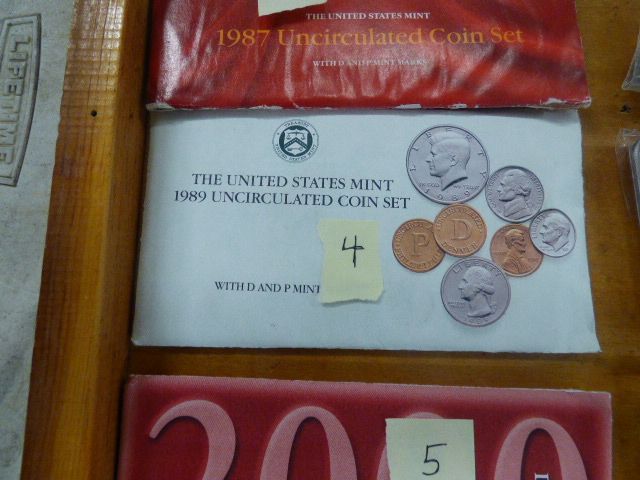 THE UNITED STATES MINT
1987 Uncirculated Coin Set
WITH D AND P MINT MARKS
LIFETIME
THE UNITED STATES MINT
1989 UNCIRCULATED COIN SET
WITH D AND P MINT
4
LIBERTY
P
D
LIBERTY
5